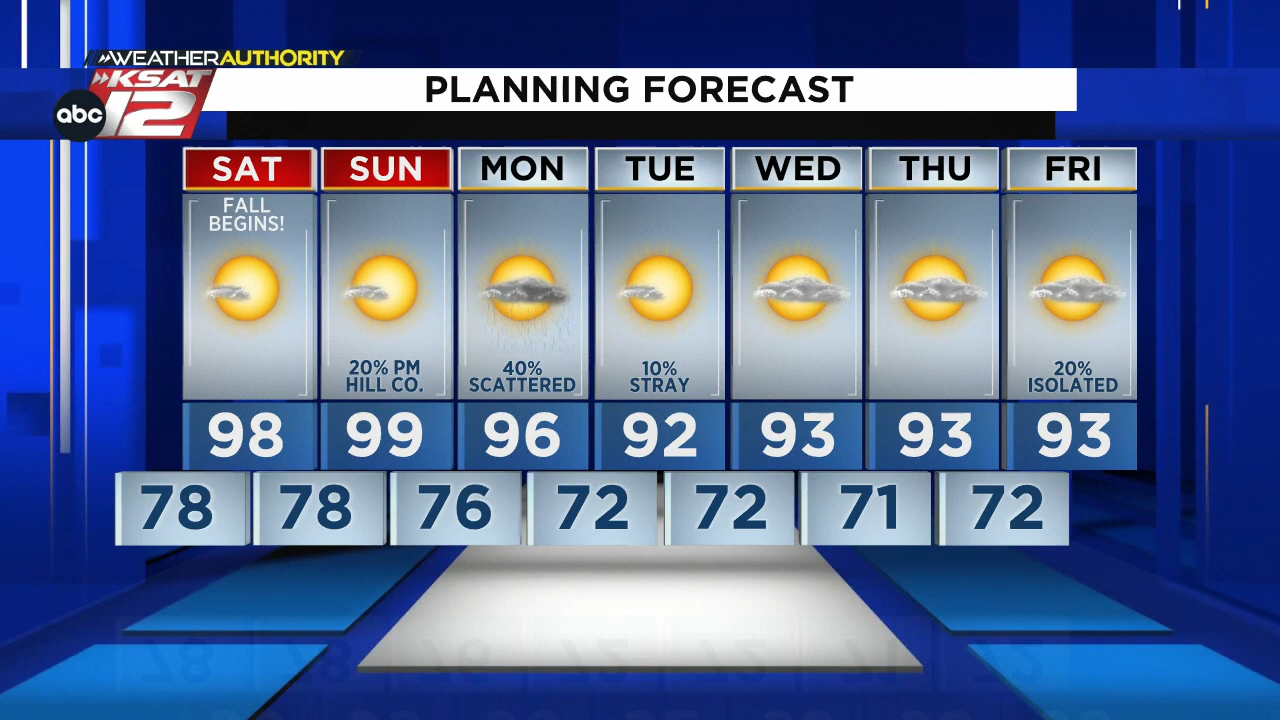 WEATHERAUTHORITY
KSAT
abc
12
PLANNING FORECAST
SAT
SUN
MON
TUE
WED
THU
FRI
FALL
BEGINS!
20% PM
HILL CO.
40%
SCATTERED
10%
STRAY
20%
ISOLATED
98
99
96
92
93
93
93
78
78
76
72
72
71
72